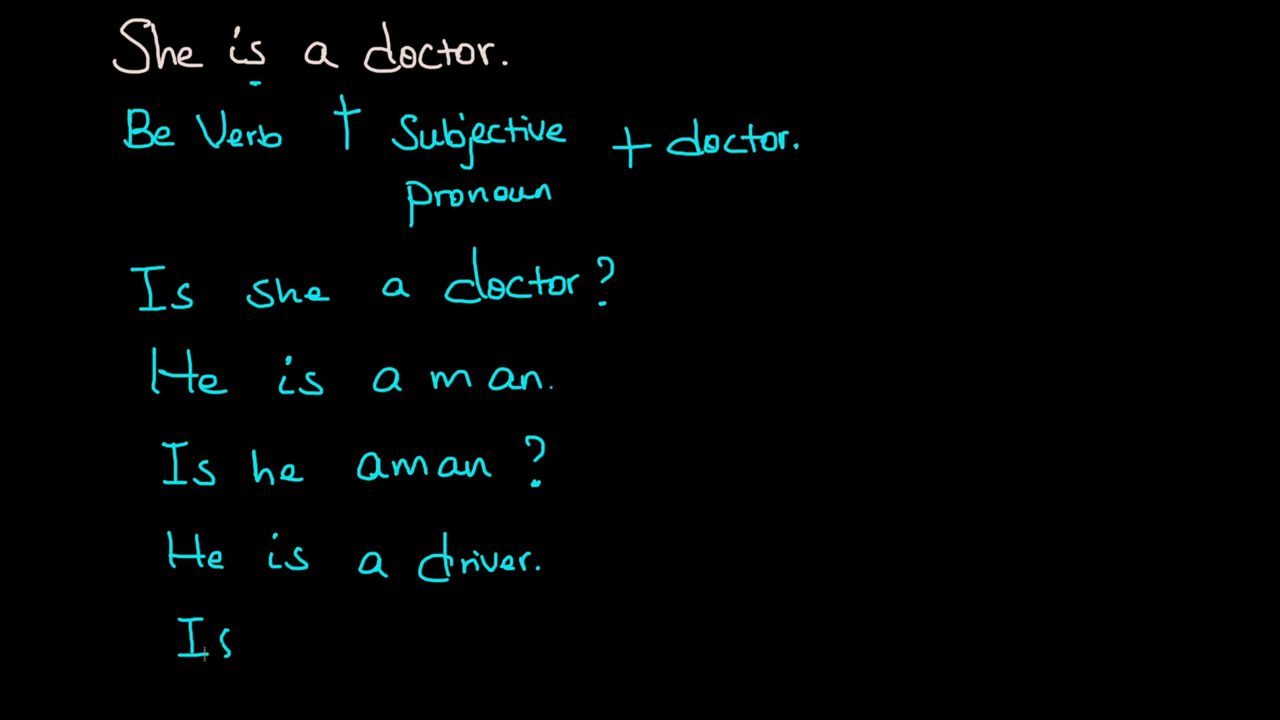 She is a doctor.
Be Verb + Subjective + doctor.
pronoun
Is she a doctor?
He is a man.
Is he aman?
He is a driver.
Is